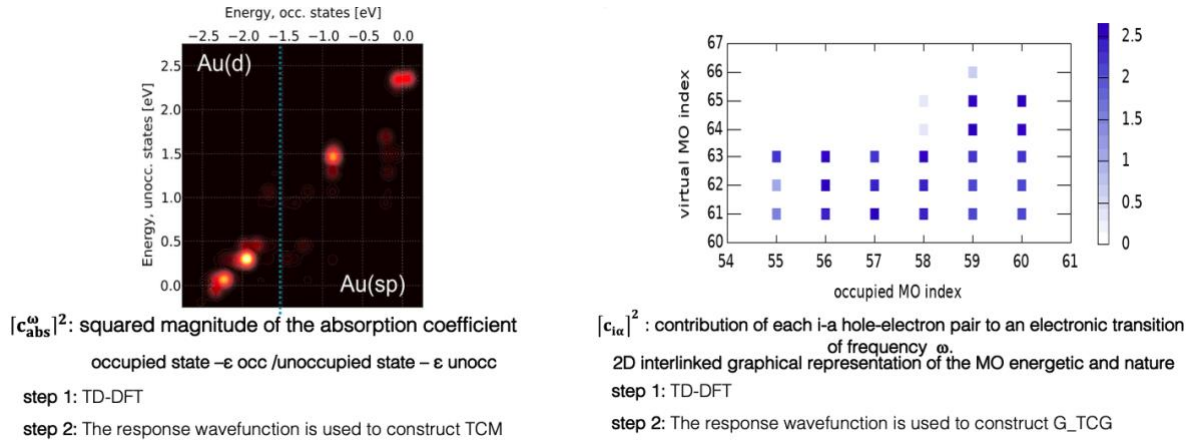 Energy, occ. states [eV]
−2.5 −2.0 −1.5 −1.0 −0.5 0.0
Au(d)
Au(sp)
2.5
2.0
1.5
1.0
0.5
0.0
Energy, unocc. states [eV]
[c^ω_abs]²: squared magnitude of the absorption coefficient
occupied state –ε occ /unoccupied state – ε unocc
step 1: TD-DFT
step 2: The response wavefunction is used to construct TCM
67
66
65
64
63
62
61
60
virtual MO index
54 55 56 57 58 59 60 61
occupied MO index
2.5
2
1.5
1
0.5
0
[c_iα]² : contribution of each i-a hole-electron pair to an electronic transition
of frequency ω.
2D interlinked graphical representation of the MO energetic and nature
step 1: TD-DFT
step 2: The response wavefunction is used to construct G_TCG